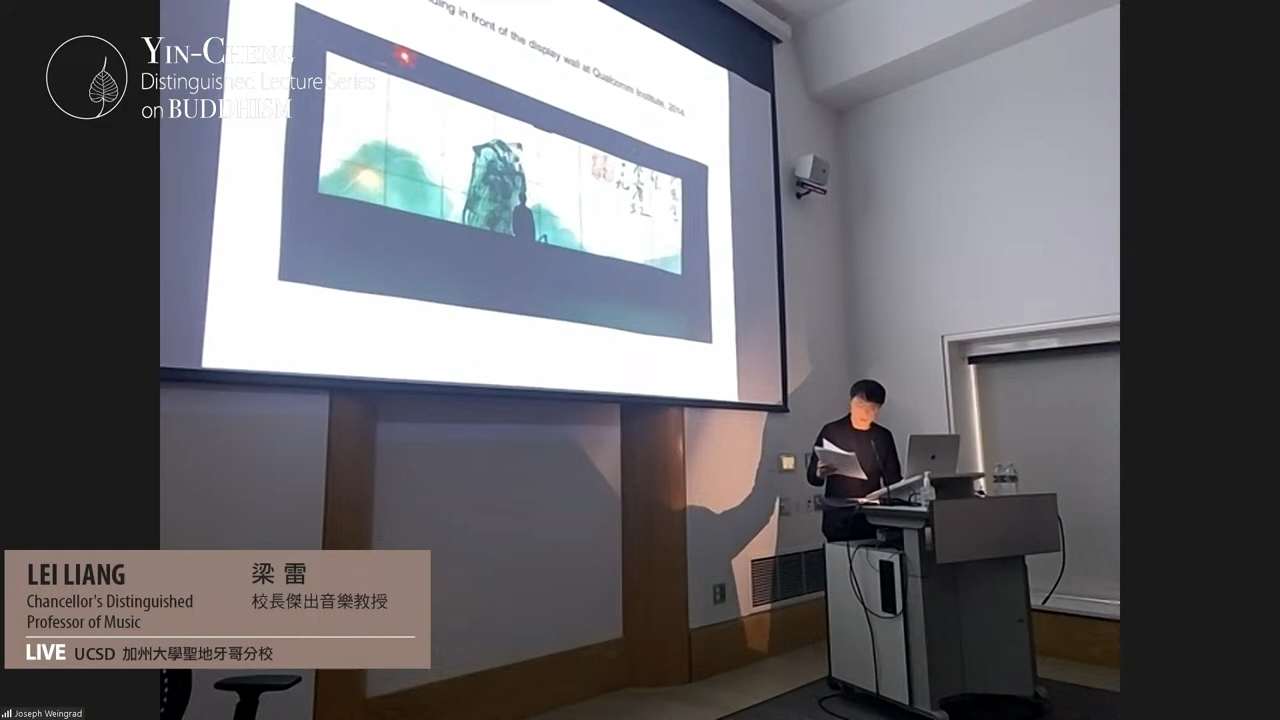 YIN-CHENG
Distinguished Lecture Series
on BUDDHISM
in front of the display wall at Qualcomm Institute, 2014
LEI LIANG
梁雷
Chancellor's Distinguished
Professor of Music
校長傑出音樂教授
LIVE UCSD 加州大學聖地牙哥分校
Joseph Weingrad